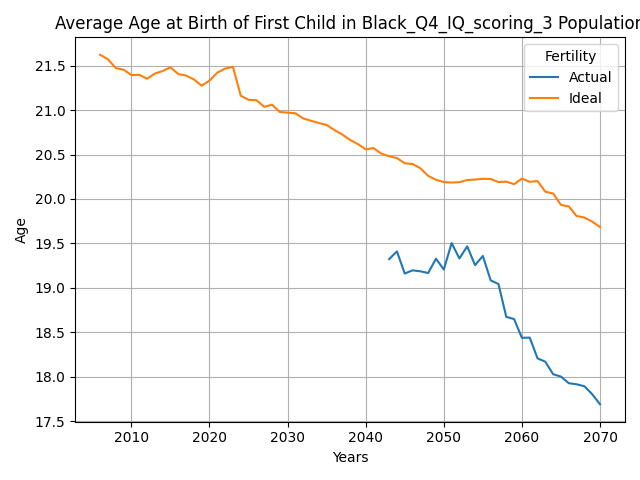 Average Age at Birth of First Child in Black_Q4_IQ_scoring_3 Population
Fertility
Actual
Ideal
21.5
21.0
20.5
20.0
19.5
19.0
18.5
18.0
17.5
Age
2010
2020
2030
2040
2050
2060
2070
Years